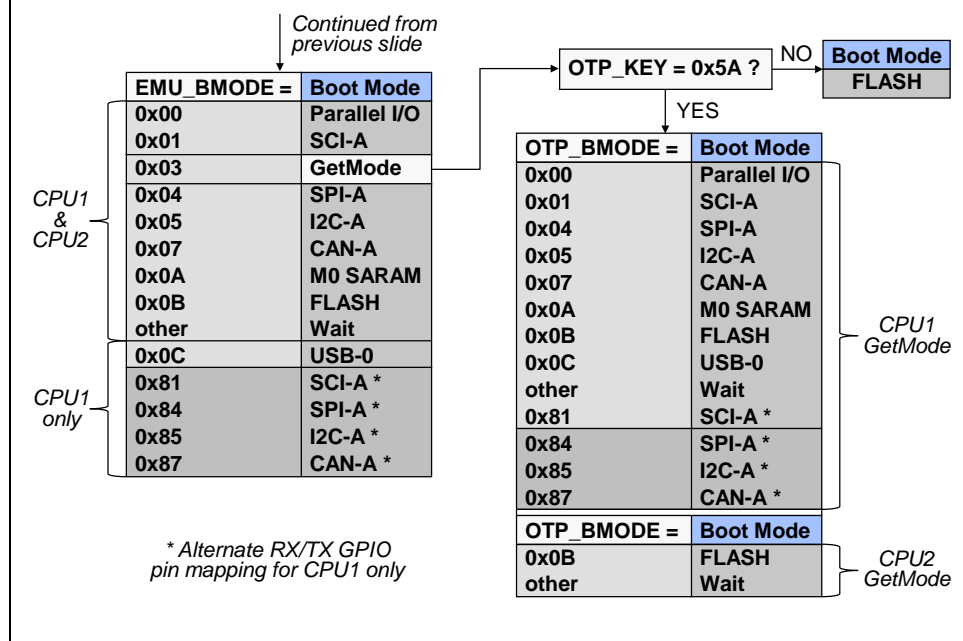 Continued from
previous slide
EMU_BMODE = Boot Mode
0x00 Parallel I/O
0x01 SCI-A
0x03 GetMode
0x04 SPI-A
0x05 I2C-A
0x07 CAN-A
0x0A M0 SARAM
0x0B FLASH
other Wait
0x0C USB-0
0x81 SCI-A *
0x84 SPI-A *
0x85 I2C-A *
0x87 CAN-A *
CPU1
&
CPU2
CPU1
only
* Alternate RX/TX GPIO
pin mapping for CPU1 only
OTP_KEY = 0x5A ?
NO
Boot Mode
FLASH
YES
OTP_BMODE = Boot Mode
0x00 Parallel I/O
0x01 SCI-A
0x04 SPI-A
0x05 I2C-A
0x07 CAN-A
0x0A M0 SARAM
0x0B FLASH
0x0C USB-0
other Wait
0x81 SCI-A *
0x84 SPI-A *
0x85 I2C-A *
0x87 CAN-A *
CPU1
GetMode
OTP_BMODE = Boot Mode
0x0B FLASH
other Wait
CPU2
GetMode